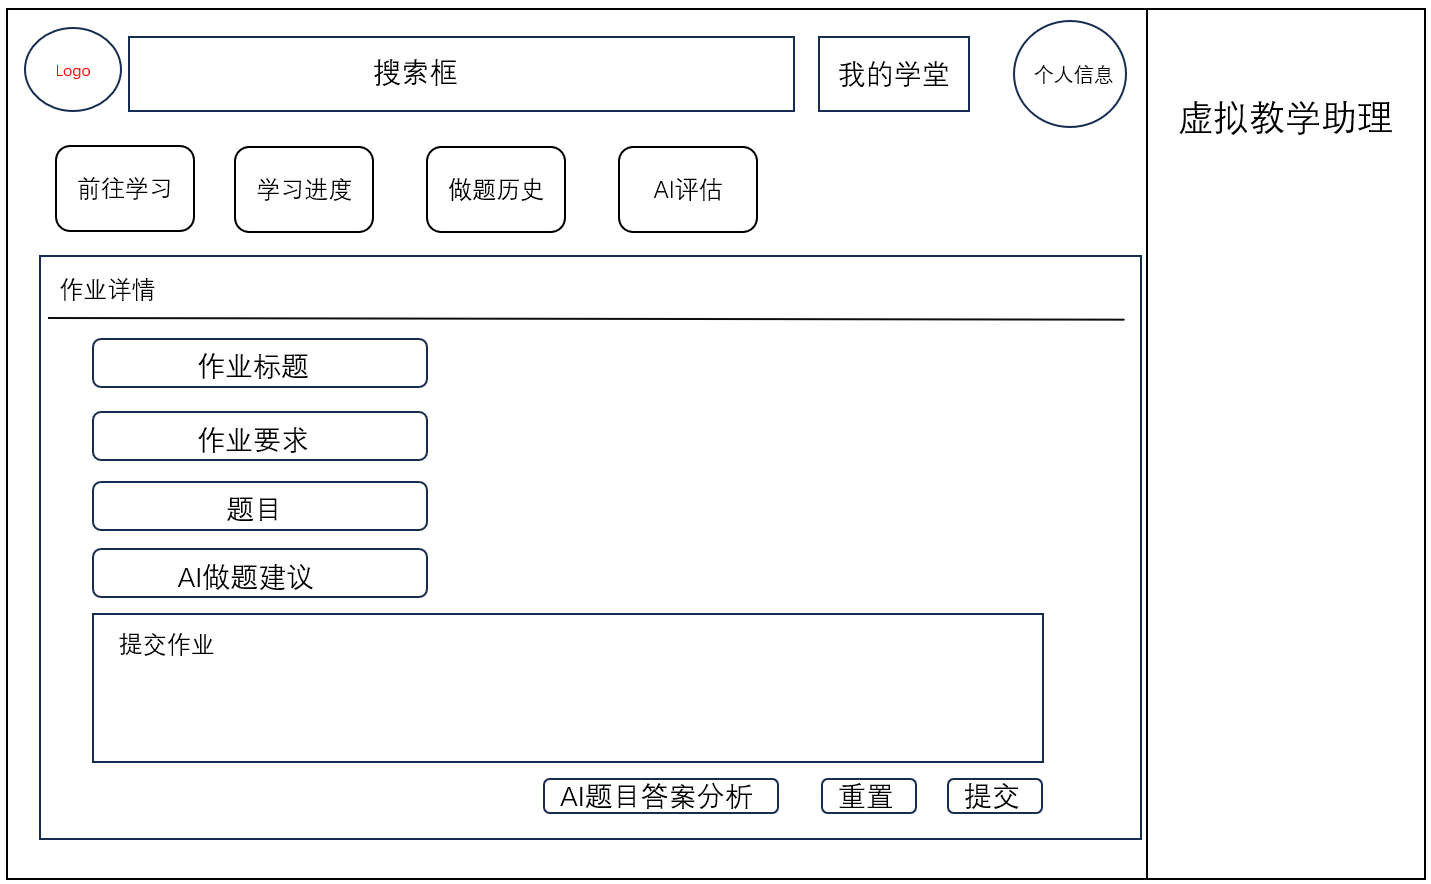 Logo
搜索框
我的学堂
个人信息
虚拟教学助理
前往学习
学习进度
做题历史
AI评估
作业详情
作业标题
作业要求
题目
AI做题建议
提交作业
AI题目答案分析
重置
提交